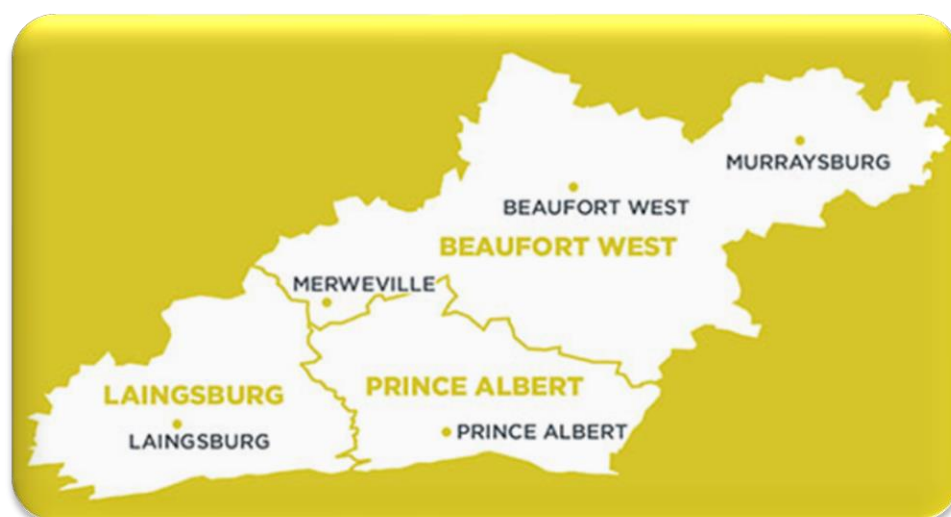 MURRAYSBURG
BEAUFORT WEST
BEAUFORT WEST
MERWEVILLE
LAINGSBURG
PRINCE ALBERT
LAINGSBURG
PRINCE ALBERT